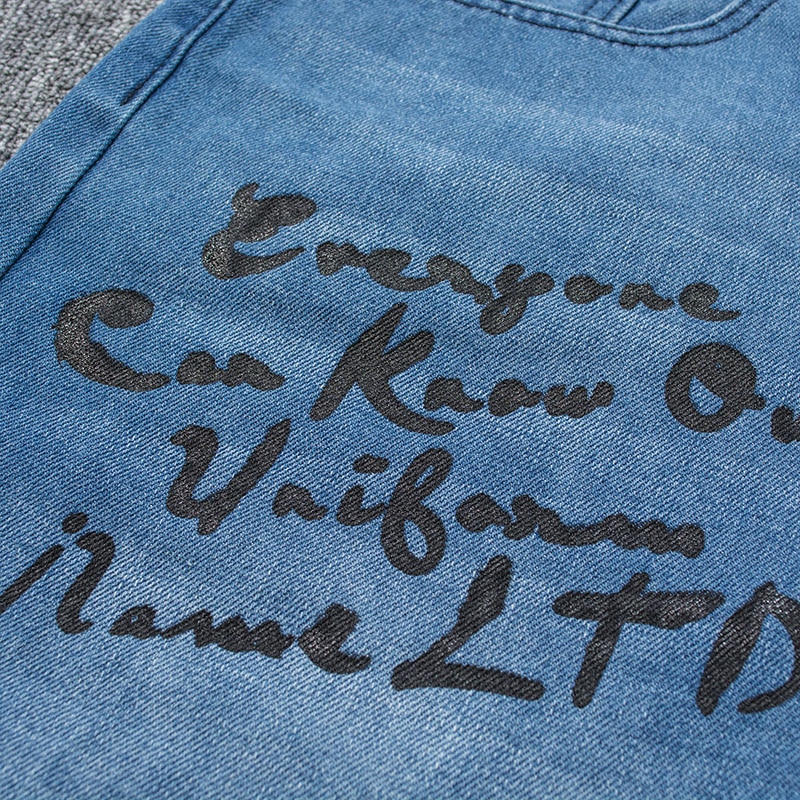 Everyone
Can Know Ou
Uniform
Name LTD